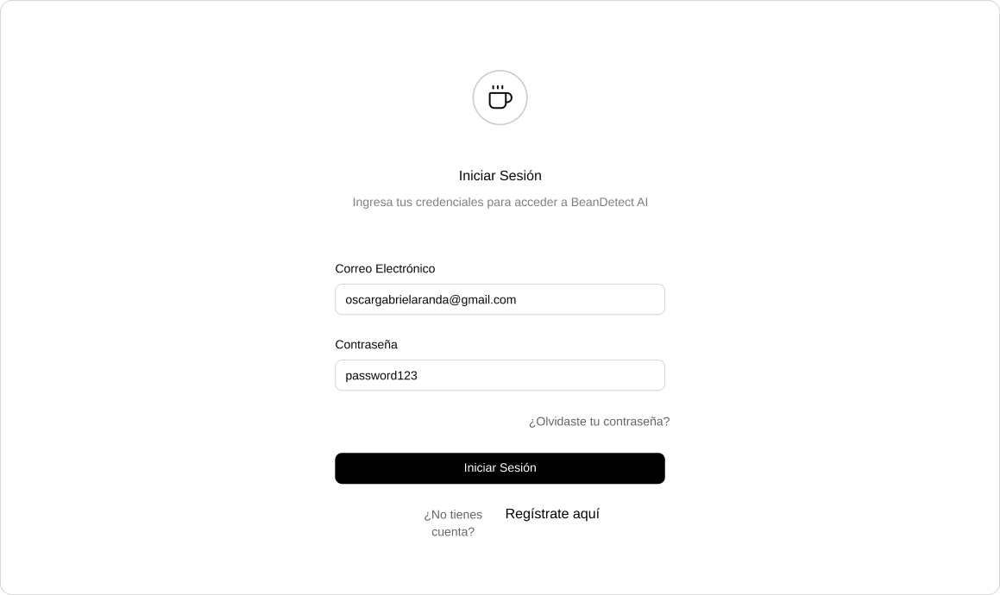 Iniciar Sesión
Ingresa tus credenciales para acceder a BeanDetect AI
Correo Electrónico
oscargabrielaranda@gmail.com
Contraseña
password123
¿Olvidaste tu contraseña?
Iniciar Sesión
¿No tienes
cuenta?
Regístrate aquí